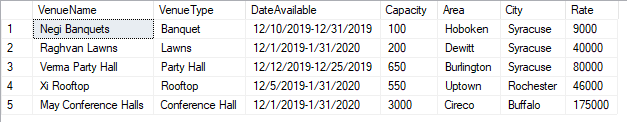 VenueName VenueType DateAvailable Capacity Area City Rate
1 Negi Banquets Banquet 12/10/2019-12/31/2019 100 Hoboken Syracuse 9000
2 Raghvan Lawns Lawns 12/1/2019-1/31/2020 200 Dewitt Syracuse 40000
3 Verma Party Hall Party Hall 12/12/2019-12/25/2019 650 Burlington Syracuse 80000
4 Xi Rooftop Rooftop 12/5/2019-1/31/2020 550 Uptown Rochester 46000
5 May Conference Halls Conference Hall 12/1/2019-1/31/2020 3000 Cireco Buffalo 175000